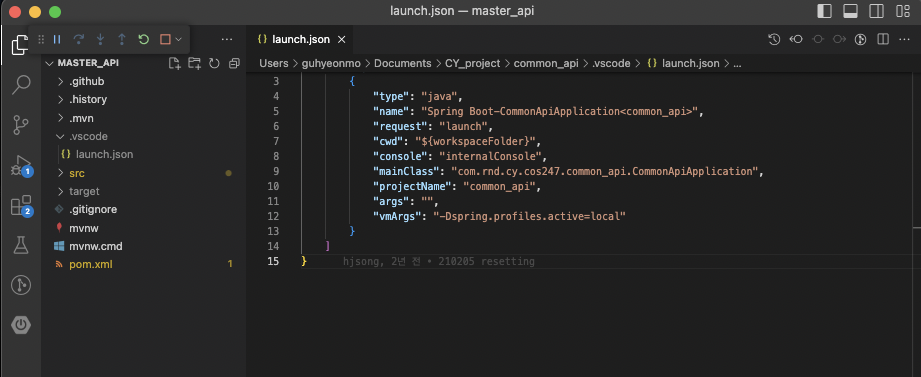 launch.json — master_api
launch.json
MASTER_API
Users > guhyeonmo > Documents > CY_project > common_api > .vscode > {} launch.json > ...
.github
.history
.mvn
.vscode
{} launch.json
src
target
.gitignore
mvnw
mvnw.cmd
pom.xml 1
1
2
3 {
4 "type": "java",
5 "name": "Spring Boot-CommonApiApplication<common_api>",
6 "request": "launch",
7 "cwd": "${workspaceFolder}",
8 "console": "internalConsole",
9 "mainClass": "com.rnd.cy.cos247.common_api.CommonApiApplication",
10 "projectName": "common_api",
11 "args": "",
12 "vmArgs": "-Dspring.profiles.active=local"
13 }
14 ]
15 } hjsong, 2년 전 • 210205 resetting